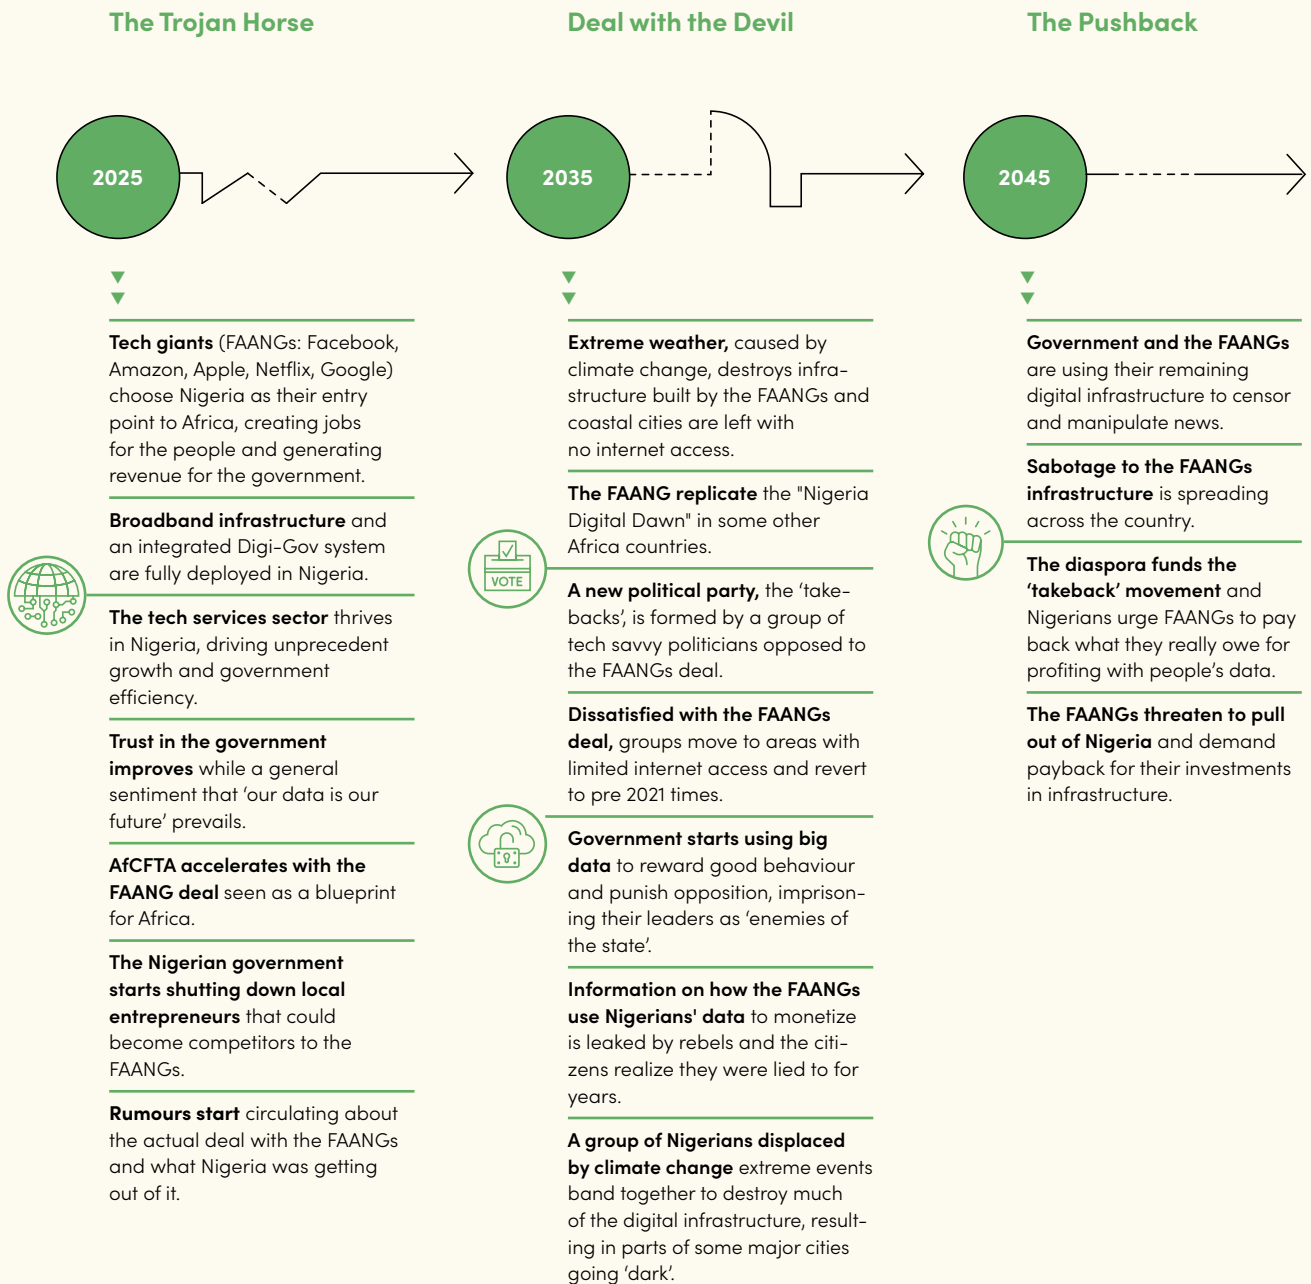 The Trojan Horse
2025
Tech giants (FAANGs: Facebook,
Amazon, Apple, Netflix, Google)
choose Nigeria as their entry
point to Africa, creating jobs
for the people and generating
revenue for the government.
Broadband infrastructure and
an integrated Digi-Gov system
are fully deployed in Nigeria.
The tech services sector thrives
in Nigeria, driving unprecedent
growth and government
efficiency.
Trust in the government
improves while a general
sentiment that ‘our data is our
future’ prevails.
AfCFTA accelerates with the
FAANG deal seen as a blueprint
for Africa.
The Nigerian government
starts shutting down local
entrepreneurs that could
become competitors to the
FAANGs.
Rumours start circulating about
the actual deal with the FAANGs
and what Nigeria was getting
out of it.
Deal with the Devil
2035
Extreme weather, caused by
climate change, destroys infra-
structure built by the FAANGs and
coastal cities are left with
no internet access.
The FAANG replicate the "Nigeria
Digital Dawn" in some other
Africa countries.
VOTE
A new political party, the ‘take-
backs’, is formed by a group of
tech savvy politicians opposed to
the FAANGs deal.
Dissatisfied with the FAANGs
deal, groups move to areas with
limited internet access and revert
to pre 2021 times.
Government starts using big
data to reward good behaviour
and punish opposition, imprison-
ing their leaders as ‘enemies of
the state’.
Information on how the FAANGs
use Nigerians' data to monetize
is leaked by rebels and the citi-
zens realize they were lied to for
years.
A group of Nigerians displaced
by climate change extreme events
band together to destroy much
of the digital infrastructure, result-
ing in parts of some major cities
going ‘dark’.
The Pushback
2045
Government and the FAANGs
are using their remaining
digital infrastructure to censor
and manipulate news.
Sabotage to the FAANGs
infrastructure is spreading
across the country.
The diaspora funds the
‘takeback’ movement and
Nigerians urge FAANGs to pay
back what they really owe for
profiting with people’s data.
The FAANGs threaten to pull
out of Nigeria and demand
payback for their investments
in infrastructure.